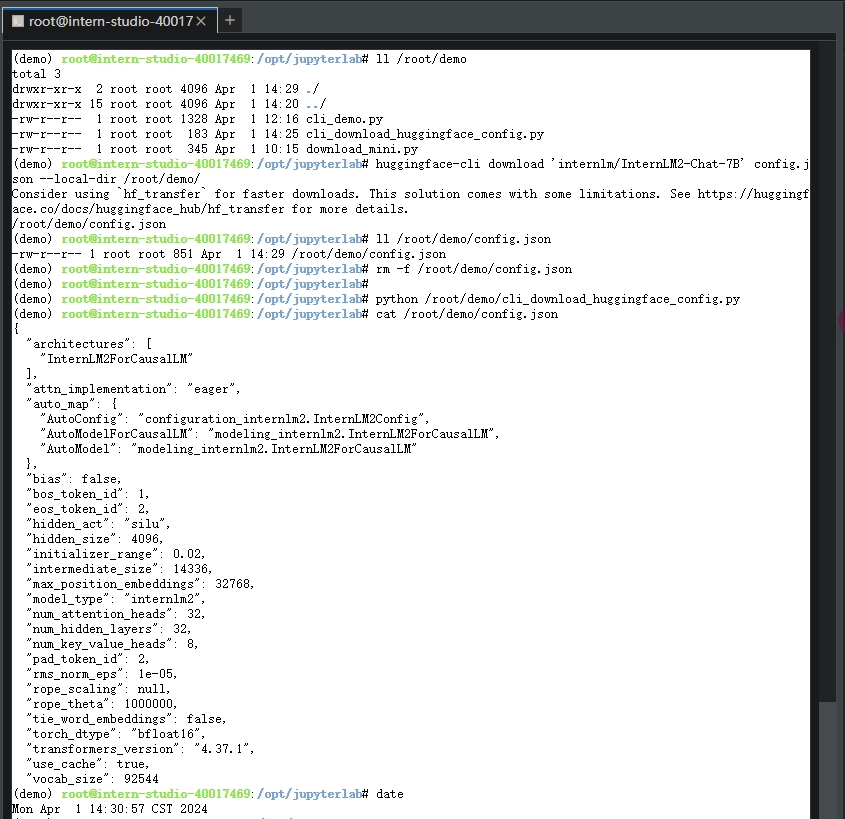 root@intern-studio-40017
(demo) root@intern-studio-40017469:/opt/jupyterlab# ll /root/demo
total 3
drwxr-xr-x  2 root root 4096 Apr  1 14:29 ./
drwxr-xr-x 15 root root 4096 Apr  1 14:20 ../
-rw-r--r--  1 root root 1328 Apr  1 12:16 cli_demo.py
-rw-r--r--  1 root root  183 Apr  1 14:25 cli_download_huggingface_config.py
-rw-r--r--  1 root root  345 Apr  1 10:15 download_mini.py
(demo) root@intern-studio-40017469:/opt/jupyterlab# huggingface-cli download 'internlm/InternLM2-Chat-7B' config.j
son --local-dir /root/demo/
Consider using `hf_transfer` for faster downloads. This solution comes with some limitations. See https://huggingf
ace.co/docs/huggingface_hub/hf_transfer for more details.
/root/demo/config.json
(demo) root@intern-studio-40017469:/opt/jupyterlab# ll /root/demo/config.json
-rw-r--r-- 1 root root 851 Apr  1 14:29 /root/demo/config.json
(demo) root@intern-studio-40017469:/opt/jupyterlab# rm -f /root/demo/config.json
(demo) root@intern-studio-40017469:/opt/jupyterlab#
(demo) root@intern-studio-40017469:/opt/jupyterlab# python /root/demo/cli_download_huggingface_config.py
(demo) root@intern-studio-40017469:/opt/jupyterlab# cat /root/demo/config.json
{
  "architectures": [
    "InternLM2ForCausalLM"
  ],
  "attn_implementation": "eager",
  "auto_map": {
    "AutoConfig": "configuration_internlm2.InternLM2Config",
    "AutoModelForCausalLM": "modeling_internlm2.InternLM2ForCausalLM",
    "AutoModel": "modeling_internlm2.InternLM2ForCausalLM"
  },
  "bias": false,
  "bos_token_id": 1,
  "eos_token_id": 2,
  "hidden_act": "silu",
  "hidden_size": 4096,
  "initializer_range": 0.02,
  "intermediate_size": 14336,
  "max_position_embeddings": 32768,
  "model_type": "internlm2",
  "num_attention_heads": 32,
  "num_hidden_layers": 32,
  "num_key_value_heads": 8,
  "pad_token_id": 2,
  "rms_norm_eps": 1e-05,
  "rope_scaling": null,
  "rope_theta": 1000000,
  "tie_word_embeddings": false,
  "torch_dtype": "bfloat16",
  "transformers_version": "4.37.1",
  "use_cache": true,
  "vocab_size": 92544
(demo) root@intern-studio-40017469:/opt/jupyterlab# date
Mon Apr  1 14:30:57 CST 2024